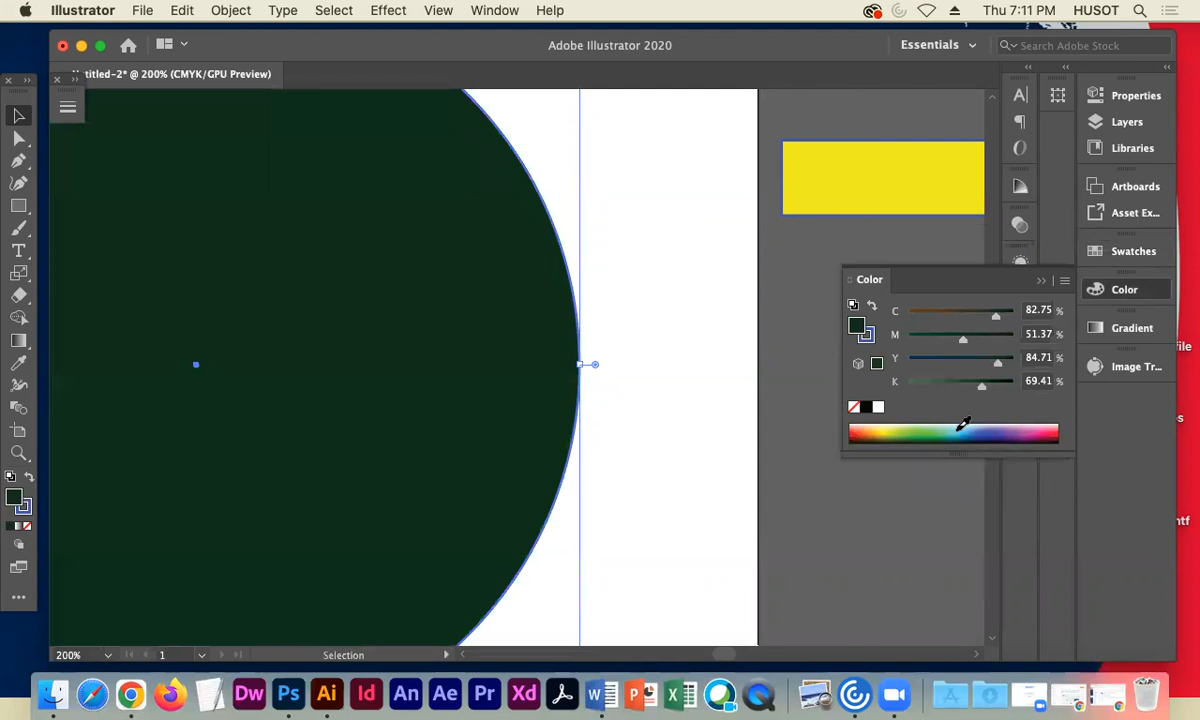 Illustrator File Edit Object Type Select Effect View Window Help Thu 7:11 PM HUSOT
Adobe Illustrator 2020 Essentials Search Adobe Stock
titled-2* @ 200% (CMYK/GPU Preview)
Properties
Layers
Libraries
Artboards
Asset Ex...
Swatches
Color
Gradient
Image Tr...
Color
C 82.75 %
M 51.37 %
Y 84.71 %
K 69.41 %
file
s
ntf
200% 1 Selection
Dw Ps Ai Id An Ae Pr Xd W P X